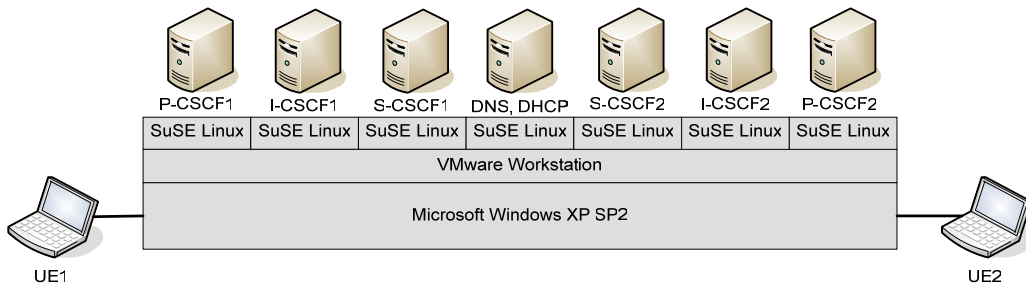 P-CSCF1 I-CSCF1 S-CSCF1 DNS, DHCP S-CSCF2 I-CSCF2 P-CSCF2
SuSE Linux SuSE Linux SuSE Linux SuSE Linux SuSE Linux SuSE Linux SuSE Linux
VMware Workstation
Microsoft Windows XP SP2
UE1 UE2